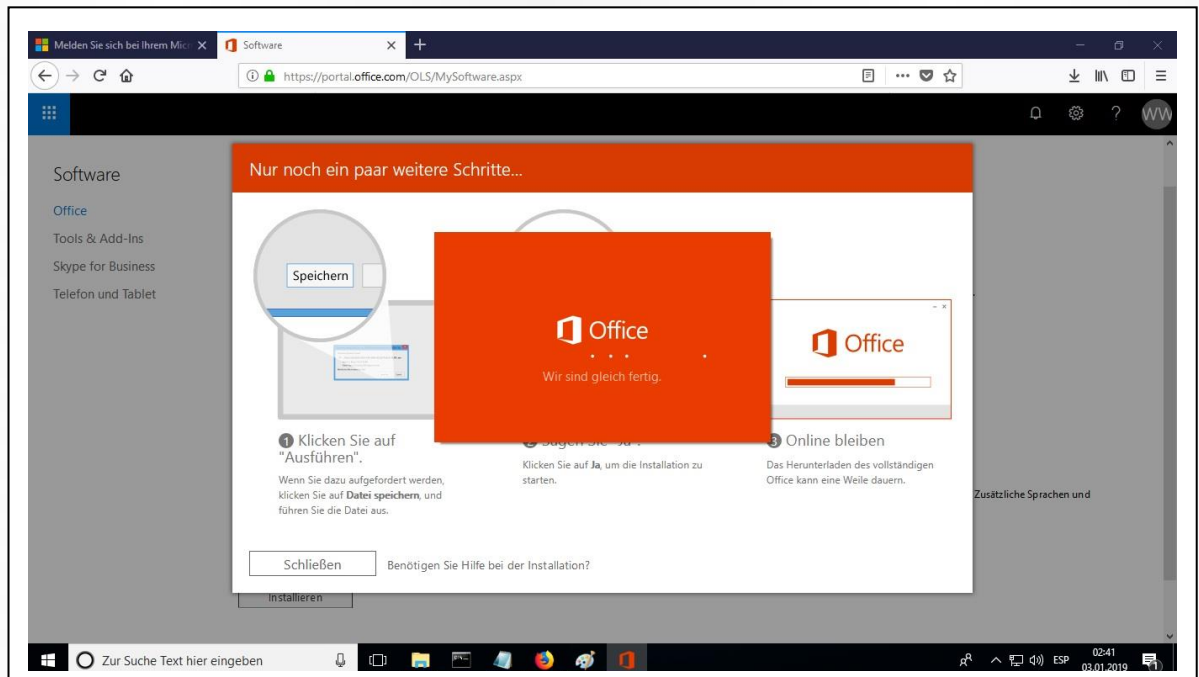 Melden Sie sich bei Ihrem Micr
Software
https://portal.office.com/OLS/MySoftware.aspx
WW
Software
Office
Tools & Add-Ins
Skype for Business
Telefon und Tablet
Nur noch ein paar weitere Schritte...
Speichern
Office
Wir sind gleich fertig.
Office
1 Klicken Sie auf
"Ausführen".
Wenn Sie dazu aufgefordert werden,
klicken Sie auf Datei speichern, und
führen Sie die Datei aus.
Klicken Sie auf Ja, um die Installation zu
starten.
3 Online bleiben
Das Herunterladen des vollständigen
Office kann eine Weile dauern.
Zusätzliche Sprachen und
Schließen
Benötigen Sie Hilfe bei der Installation?
Installieren
Zur Suche Text hier eingeben
ESP
02:41
03.01.2019
1